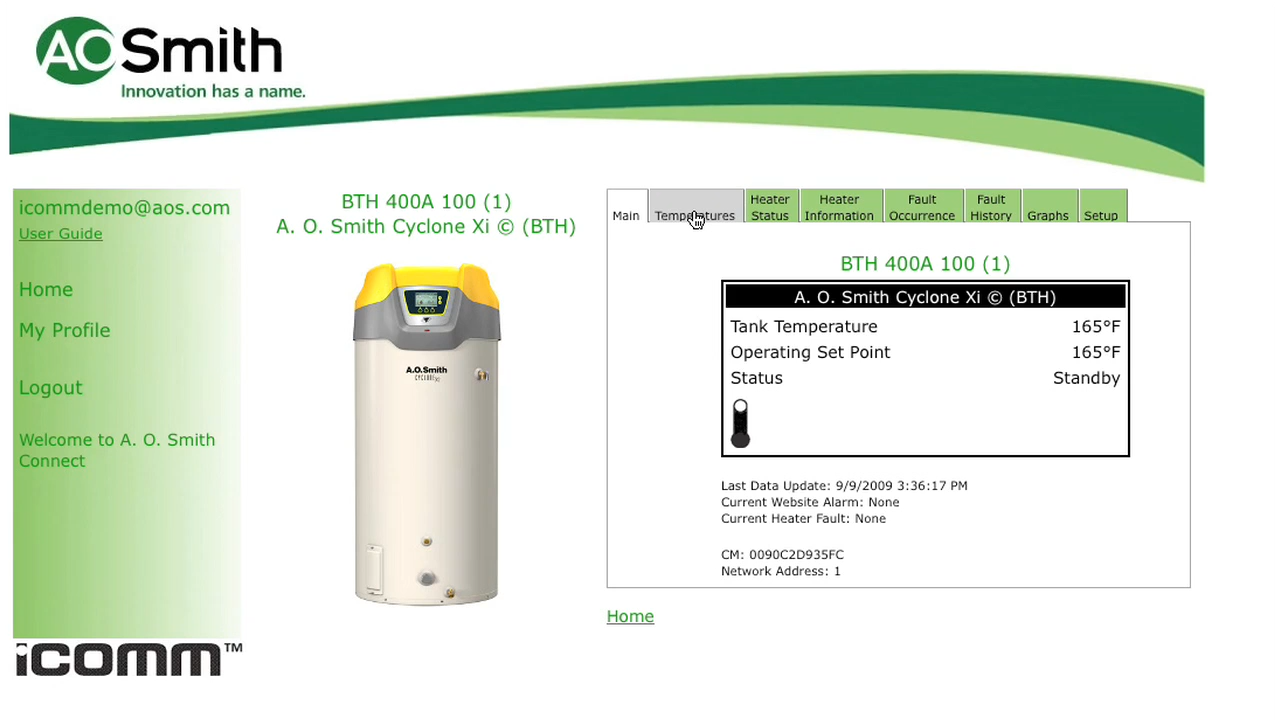 AO Smith
Innovation has a name.
icommdemo@aos.com
User Guide
Home
My Profile
Logout
Welcome to A. O. Smith
Connect
icomm™
BTH 400A 100 (1)
A. O. Smith Cyclone Xi © (BTH)
A.O.Smith
Main
Temperatures
Heater
Status
Heater
Information
Fault
Occurrence
Fault
History
Graphs
Setup
BTH 400A 100 (1)
A. O. Smith Cyclone Xi © (BTH)
Tank Temperature 165°F
Operating Set Point 165°F
Status Standby
Last Data Update: 9/9/2009 3:36:17 PM
Current Website Alarm: None
Current Heater Fault: None
CM: 0090C2D935FC
Network Address: 1
Home